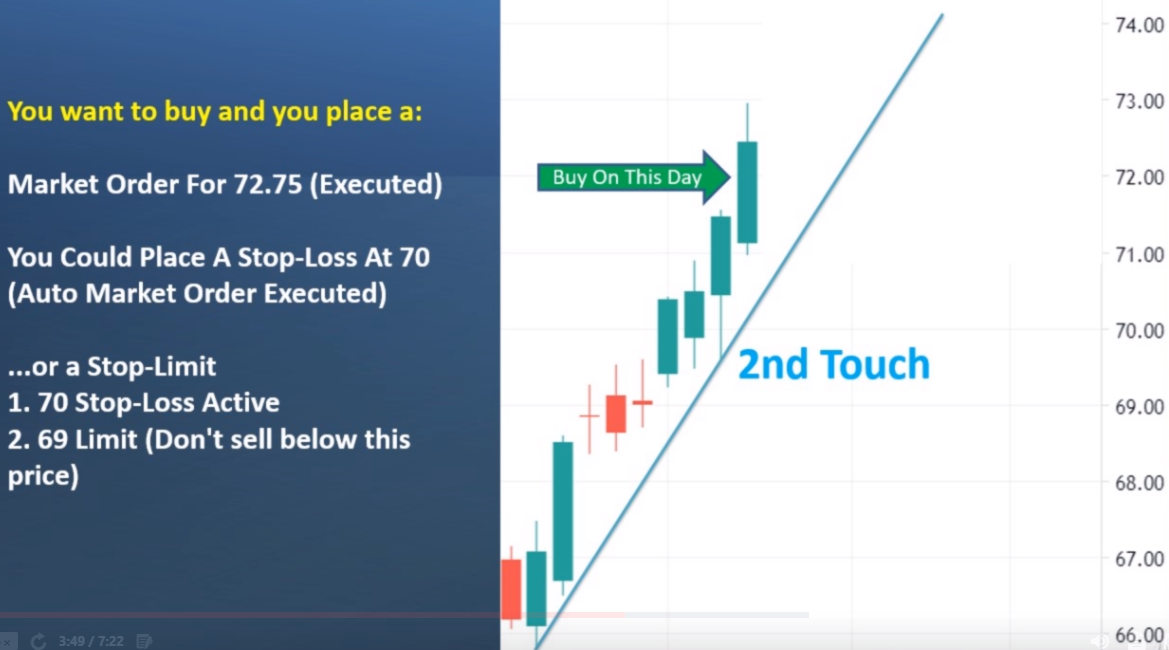 You want to buy and you place a:
Market Order For 72.75 (Executed)
You Could Place A Stop-Loss At 70
(Auto Market Order Executed)
...or a Stop-Limit
1. 70 Stop-Loss Active
2. 69 Limit (Don't sell below this
price)
Buy On This Day
2nd Touch
74.00
73.00
72.00
71.00
70.00
69.00
68.00
67.00
66.00
3:49 / 7:22